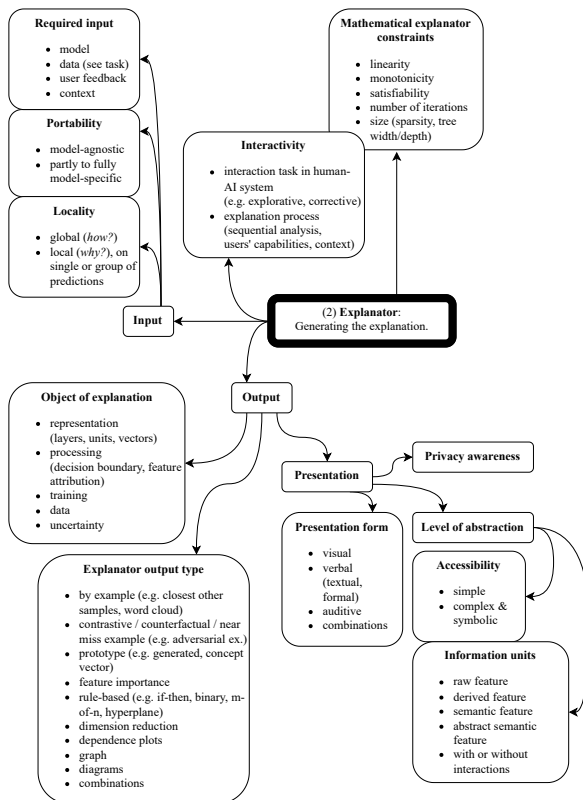 Required input
• model
• data (see task)
• user feedback
• context
Portability
• model-agnostic
• partly to fully
model-specific
Locality
• global (how?)
• local (why?), on
single or group of
predictions
Mathematical explanator
constraints
• linearity
• monotonicity
• satisfiability
• number of iterations
• size (sparsity, tree
width/depth)
Interactivity
• interaction task in human-
AI system
(e.g. explorative, corrective)
• explanation process
(sequential analysis,
users' capabilities, context)
Input
(2) Explanator:
Generating the explanation.
Output
Object of explanation
• representation
(layers, units, vectors)
• processing
(decision boundary, feature
attribution)
• training
• data
• uncertainty
Presentation
Privacy awareness
Presentation form
• visual
• verbal
(textual,
formal)
• auditive
• combinations
Level of abstraction
Accessibility
• simple
• complex &
symbolic
Information units
• raw feature
• derived feature
• semantic feature
• abstract semantic
feature
• with or without
interactions
Explanator output type
• by example (e.g. closest other
samples, word cloud)
• contrastive / counterfactual / near
miss example (e.g. adversarial ex.)
• prototype (e.g. generated, concept
vector)
• feature importance
• rule-based (e.g. if-then, binary, m-
of-n, hyperplane)
• dimension reduction
• dependence plots
• graph
• diagrams
• combinations